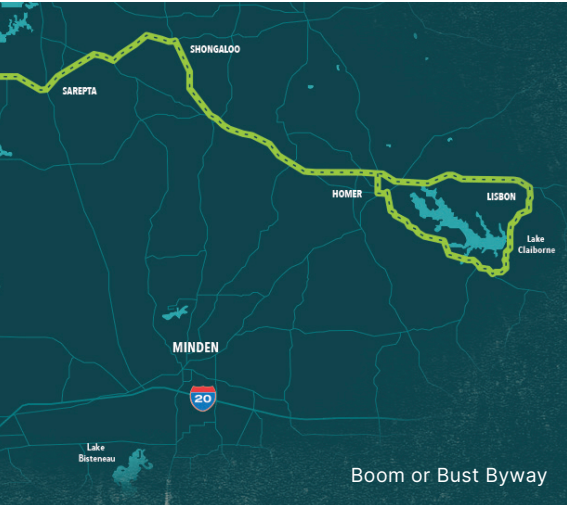 SHONGALOO
SAREPTA
HOMER
LISBON
Lake
Claiborne
MINDEN
20
Lake
Bisteneau
Boom or Bust Byway